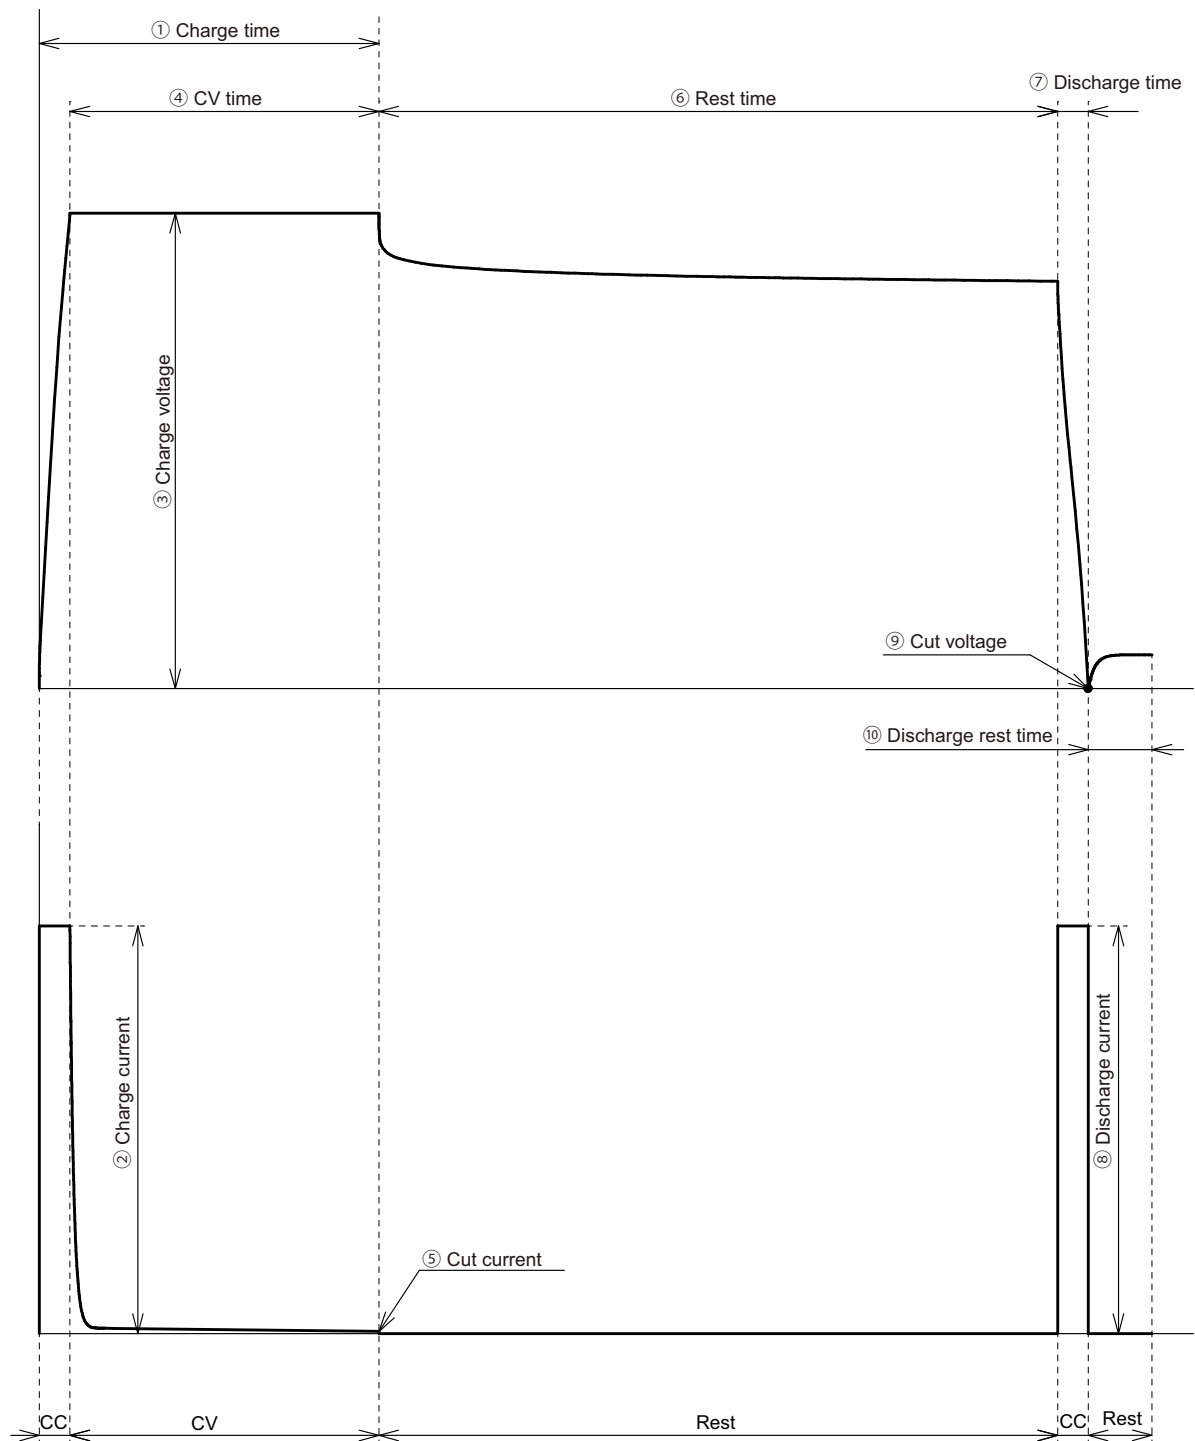 ① Charge time
⑦ Discharge time
④ CV time
⑥ Rest time
③ Charge voltage
⑨ Cut voltage
⑩ Discharge rest time
② Charge current
⑧ Discharge current
⑤ Cut current
CC
CV
Rest
CC
Rest